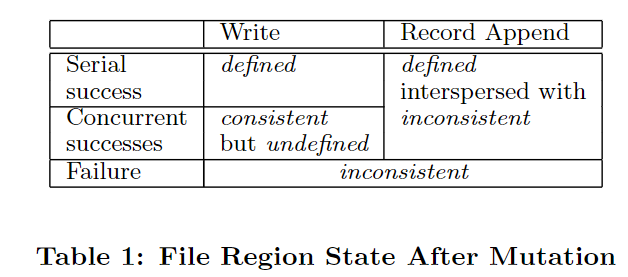 Write Record Append
Serial defined defined
success interspersed with
Concurrent consistent inconsistent
successes but undefined
Failure inconsistent
Table 1: File Region State After Mutation